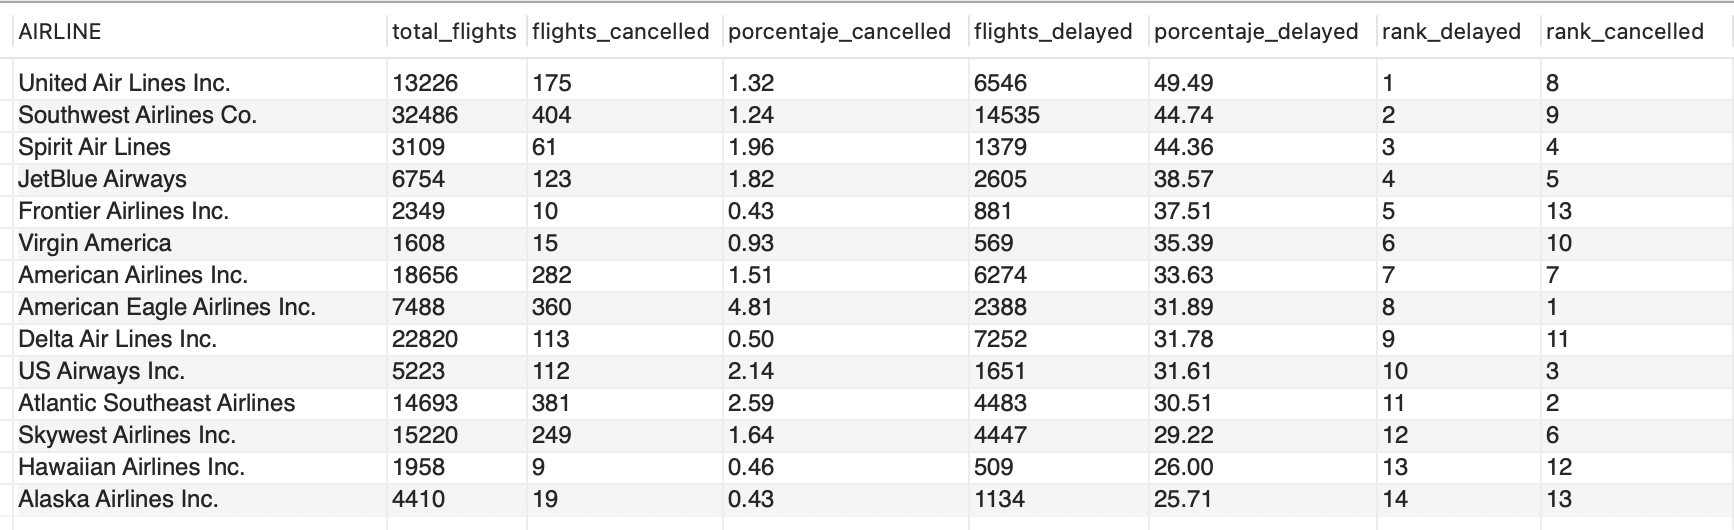 AIRLINE total_flights flights_cancelled porcentaje_cancelled flights_delayed porcentaje_delayed rank_delayed rank_cancelled
United Air Lines Inc. 13226 175 1.32 6546 49.49 1 8
Southwest Airlines Co. 32486 404 1.24 14535 44.74 2 9
Spirit Air Lines 3109 61 1.96 1379 44.36 3 4
JetBlue Airways 6754 123 1.82 2605 38.57 4 5
Frontier Airlines Inc. 2349 10 0.43 881 37.51 5 13
Virgin America 1608 15 0.93 569 35.39 6 10
American Airlines Inc. 18656 282 1.51 6274 33.63 7 7
American Eagle Airlines Inc. 7488 360 4.81 2388 31.89 8 1
Delta Air Lines Inc. 22820 113 0.50 7252 31.78 9 11
US Airways Inc. 5223 112 2.14 1651 31.61 10 3
Atlantic Southeast Airlines 14693 381 2.59 4483 30.51 11 2
Skywest Airlines Inc. 15220 249 1.64 4447 29.22 12 6
Hawaiian Airlines Inc. 1958 9 0.46 509 26.00 13 12
Alaska Airlines Inc. 4410 19 0.43 1134 25.71 14 13